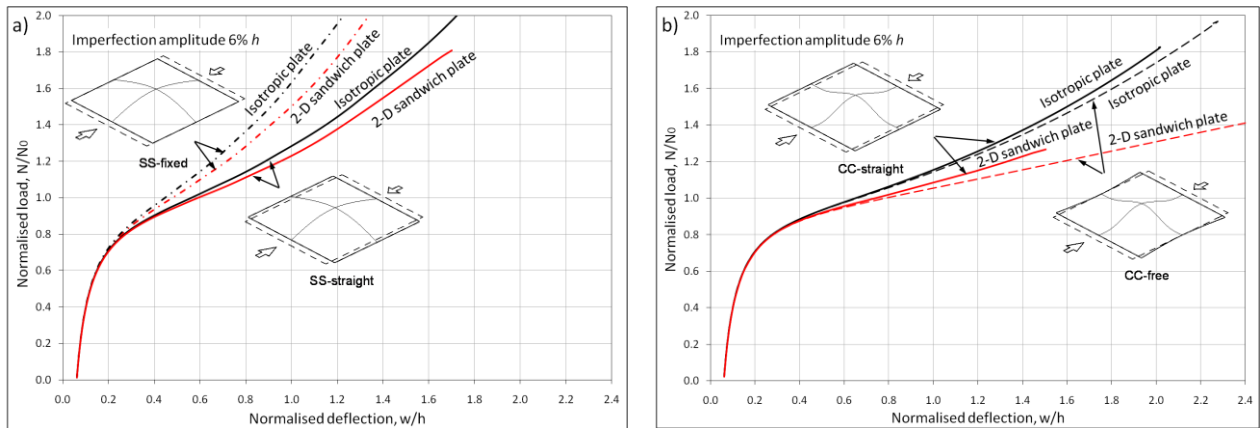 a)
Imperfection amplitude 6% h
Isotropic plate
2-D sandwich plate
Isotropic plate
2-D sandwich plate
SS-fixed
SS-straight
Normalised load, N/N₀
2.0
1.8
1.6
1.4
1.2
1.0
0.8
0.6
0.4
0.2
0.0
0.0 0.2 0.4 0.6 0.8 1.0 1.2 1.4 1.6 1.8 2.0 2.2 2.4
Normalised deflection, w/h
b)
Imperfection amplitude 6% h
Isotropic plate
Isotropic plate
2-D sandwich plate
2-D sandwich plate
CC-straight
CC-free
Normalised load, N/N₀
2.0
1.8
1.6
1.4
1.2
1.0
0.8
0.6
0.4
0.2
0.0
0.0 0.2 0.4 0.6 0.8 1.0 1.2 1.4 1.6 1.8 2.0 2.2 2.4
Normalised deflection, w/h